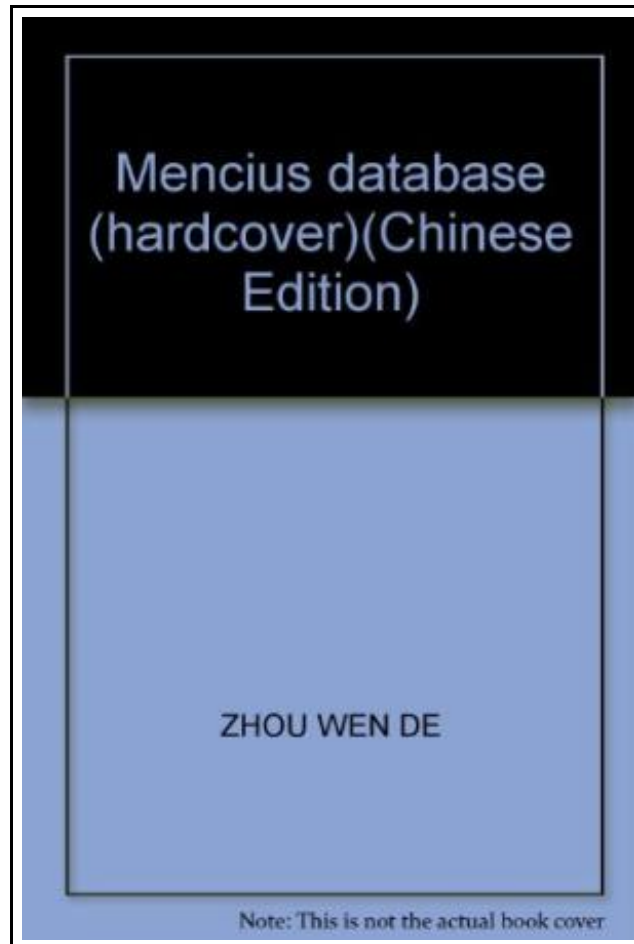 Mencius database
(hardcover)(Chinese
Edition)
ZHOU WEN DE
Note: This is not the actual book cover